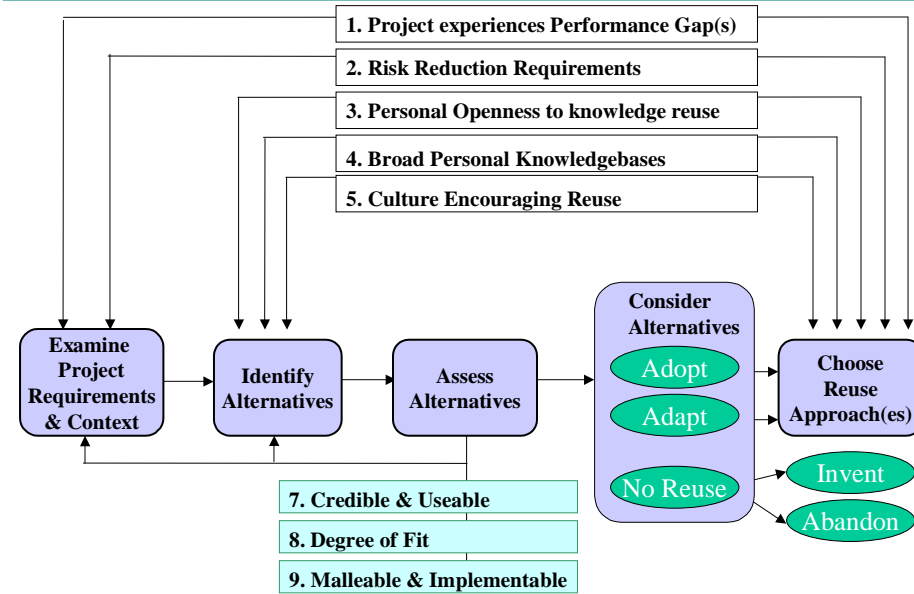 1. Project experiences Performance Gap(s)
2. Risk Reduction Requirements
3. Personal Openness to knowledge reuse
4. Broad Personal Knowledgebases
5. Culture Encouraging Reuse
Examine
Project
Requirements
& Context
Identify
Alternatives
Assess
Alternatives
Consider
Alternatives
Adopt
Adapt
No Reuse
Choose
Reuse
Approach(es)
Invent
Abandon
7. Credible & Useable
8. Degree of Fit
9. Malleable & Implementable